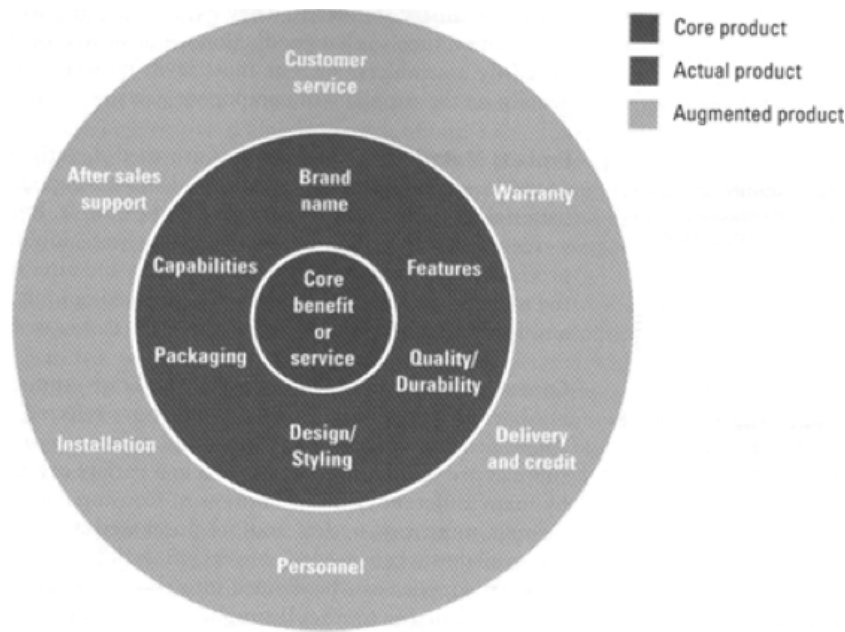 Core product
Actual product
Augmented product
Customer
service
After sales
support
Brand
name
Warranty
Capabilities
Features
Core
benefit
or
service
Packaging
Quality/
Durability
Installation
Design/
Styling
Delivery
and credit
Personnel